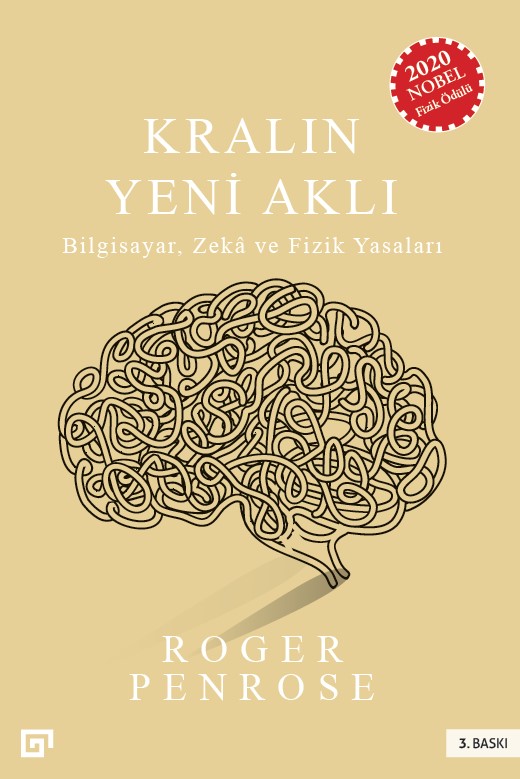 2020
NOBEL
Fizik Ödülü
KRALIN
YENİ AKLI
Bilgisayar, Zekâ ve Fizik Yasaları
ROGER
PENROSE
3. BASKI